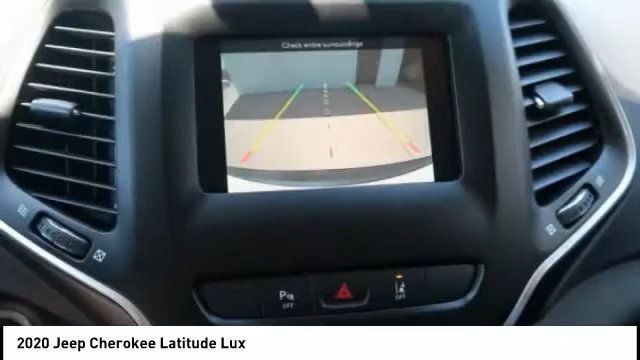 Check entire surroundings
OFF
OFF
2020 Jeep Cherokee Latitude Lux